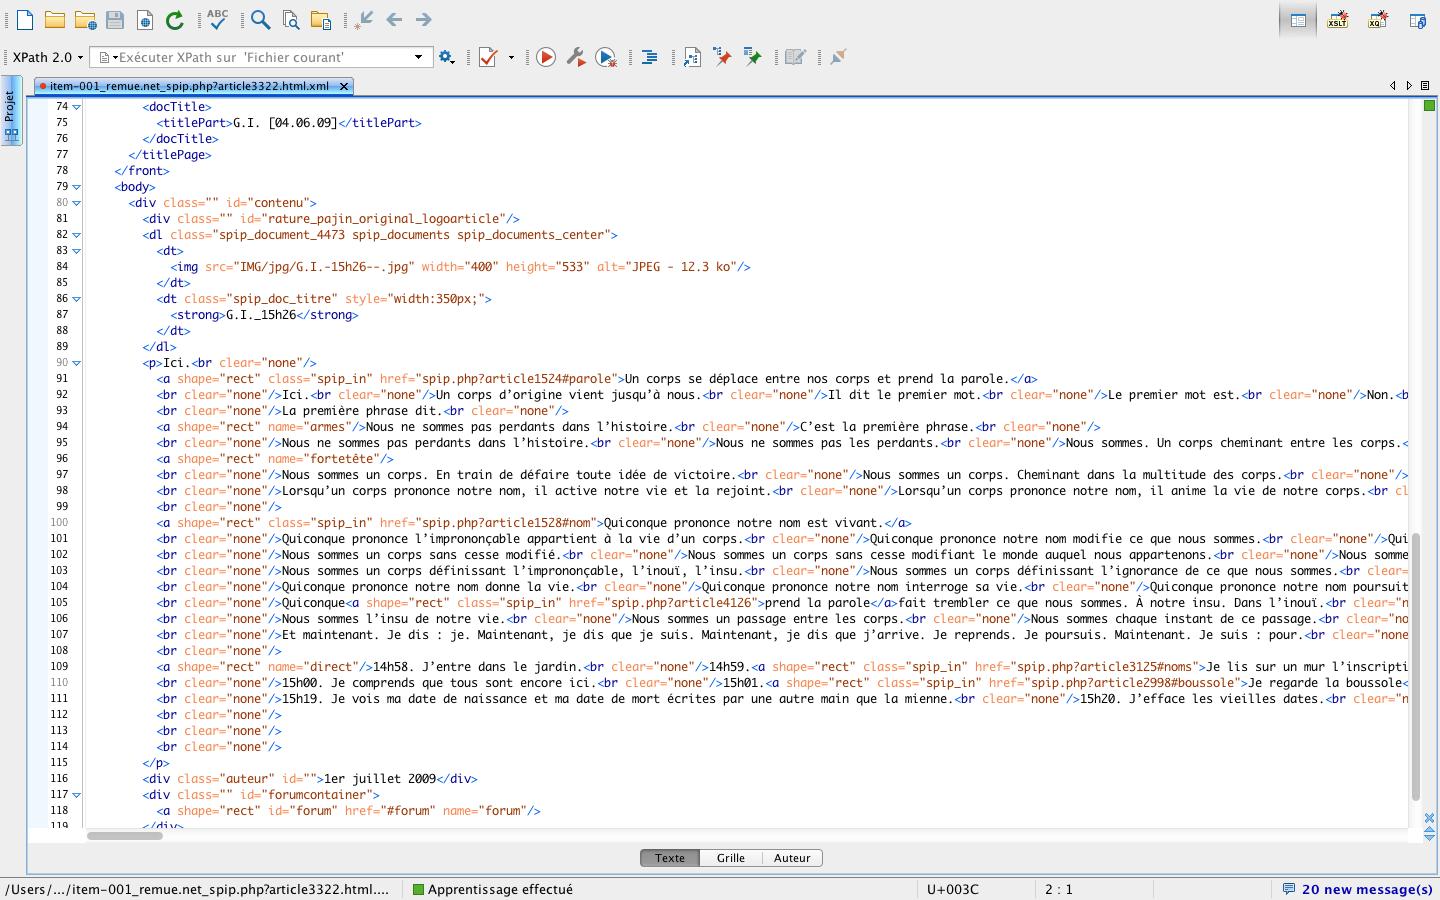 ABC
XSLT
XQ
XPath 2.0
Exécuter XPath sur  'Fichier courant'
Projet
item-001_remue.net_spip.php?article3322.html.xml
74 <docTitle>
75 <titlePart>G.I. [04.06.09]</titlePart>
76 </docTitle>
77 </titlePage>
78 </front>
79 <body>
80 <div class="" id="contenu">
81 <div class="" id="rature_pajin_original_logoarticle"/>
82 <dl class="spip_document_4473 spip_documents spip_documents_center">
83 <dt>
84 <img src="IMG/jpg/G.I.-15h26--.jpg" width="400" height="533" alt="JPEG - 12.3 ko"/>
85 </dt>
86 <dt class="spip_doc_titre" style="width:350px;">
87 <strong>G.I._15h26</strong>
88 </dt>
89 </dl>
90 <p>Ici.<br clear="none"/>
91 <a shape="rect" class="spip_in" href="spip.php?article1524#parole">Un corps se déplace entre nos corps et prend la parole.</a>
92 <br clear="none"/>Ici.<br clear="none"/>Un corps d’origine vient jusqu’à nous.<br clear="none"/>Il dit le premier mot.<br clear="none"/>Le premier mot est.<br clear="none"/>Non.<b
93 <br clear="none"/>La première phrase dit.<br clear="none"/>
94 <a shape="rect" name="armes"/>Nous ne sommes pas perdants dans l’histoire.<br clear="none"/>C’est la première phrase.<br clear="none"/>
95 <br clear="none"/>Nous ne sommes pas perdants dans l’histoire.<br clear="none"/>Nous ne sommes pas les perdants.<br clear="none"/>Nous sommes. Un corps cheminant entre les corps.<
96 <a shape="rect" name="fortetête"/>
97 <br clear="none"/>Nous sommes un corps. En train de défaire toute idée de victoire.<br clear="none"/>Nous sommes un corps. Cheminant dans la multitude des corps.<br clear="none"/>
98 <br clear="none"/>Lorsqu’un corps prononce notre nom, il active notre vie et la rejoint.<br clear="none"/>Lorsqu’un corps prononce notre nom, il anime la vie de notre corps.<br cl
99 <br clear="none"/>
100 <a shape="rect" class="spip_in" href="spip.php?article1528#nom">Quiconque prononce notre nom est vivant.</a>
101 <br clear="none"/>Quiconque prononce l’imprononçable appartient à la vie d’un corps.<br clear="none"/>Quiconque prononce notre nom modifie ce que nous sommes.<br clear="none"/>Qui
102 <br clear="none"/>Nous sommes un corps sans cesse modifié.<br clear="none"/>Nous sommes un corps sans cesse modifiant le monde auquel nous appartenons.<br clear="none"/>Nous somme
103 <br clear="none"/>Nous sommes un corps définissant l’imprononçable, l’inouï, l’insu.<br clear="none"/>Nous sommes un corps définissant l’ignorance de ce que nous sommes.<br clear=
104 <br clear="none"/>Quiconque prononce notre nom donne la vie.<br clear="none"/>Quiconque prononce notre nom interroge sa vie.<br clear="none"/>Quiconque prononce notre nom poursuit
105 <br clear="none"/>Quiconque<a shape="rect" class="spip_in" href="spip.php?article4126">prend la parole</a>fait trembler ce que nous sommes. À notre insu. Dans l’inouï.<br clear="n
106 <br clear="none"/>Nous sommes l’insu de notre vie.<br clear="none"/>Nous sommes un passage entre les corps.<br clear="none"/>Nous sommes chaque instant de ce passage.<br clear="no
107 <br clear="none"/>Et maintenant. Je dis : je. Maintenant, je dis que je suis. Maintenant, je dis que j’arrive. Je reprends. Je poursuis. Maintenant. Je suis : pour.<br clear="none
108 <br clear="none"/>
109 <a shape="rect" name="direct"/>14h58. J’entre dans le jardin.<br clear="none"/>14h59.<a shape="rect" class="spip_in" href="spip.php?article3125#noms">Je lis sur un mur l’inscripti
110 <br clear="none"/>15h00. Je comprends que tous sont encore ici.<br clear="none"/>15h01.<a shape="rect" class="spip_in" href="spip.php?article2998#boussole">Je regarde la boussole<
111 <br clear="none"/>15h19. Je vois ma date de naissance et ma date de mort écrites par une autre main que la mienne.<br clear="none"/>15h20. J’efface les vieilles dates.<br clear="n
112 <br clear="none"/>
113 <br clear="none"/>
114 <br clear="none"/>
115 </p>
116 <div class="auteur" id="">1er juillet 2009</div>
117 <div class="" id="forumcontainer">
118 <a shape="rect" id="forum" href="#forum" name="forum"/>
119 </div>
Texte Grille Auteur
/Users/.../item-001_remue.net_spip.php?article3322.html.... Apprentissage effectué U+003C 2 : 1 20 new message(s)